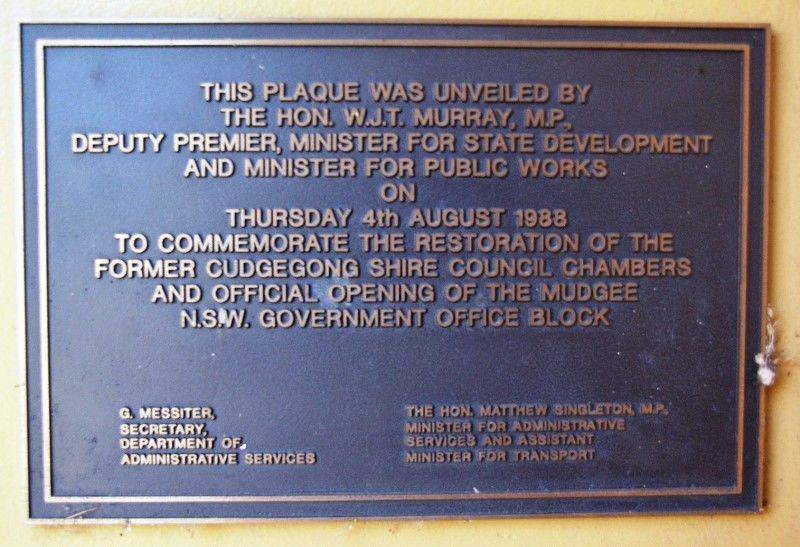 THIS PLAQUE WAS UNVEILED BY
THE HON. W.J.T. MURRAY, M.P.,
DEPUTY PREMIER, MINISTER FOR STATE DEVELOPMENT
AND MINISTER FOR PUBLIC WORKS
ON
THURSDAY 4th AUGUST 1988
TO COMMEMORATE THE RESTORATION OF THE
FORMER CUDGEGONG SHIRE COUNCIL CHAMBERS
AND OFFICIAL OPENING OF THE MUDGEE
N.S.W. GOVERNMENT OFFICE BLOCK
G. MESSITER,
SECRETARY,
DEPARTMENT OF
ADMINISTRATIVE SERVICES
THE HON. MATTHEW SINGLETON, M.P.,
MINISTER FOR ADMINISTRATIVE
SERVICES AND ASSISTANT
MINISTER FOR TRANSPORT